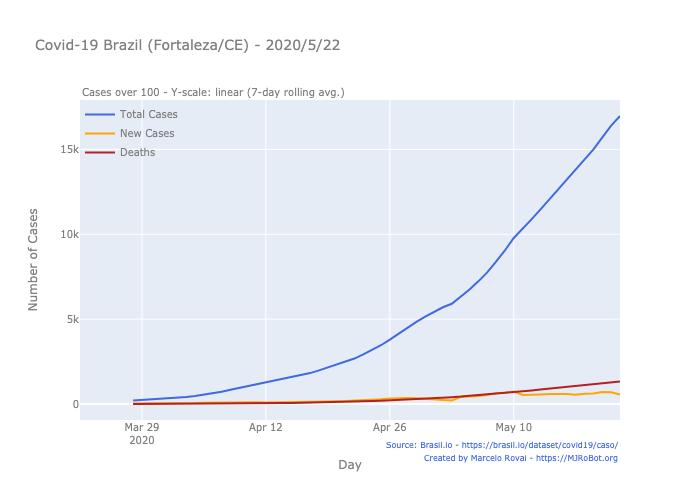 Covid-19 Brazil (Fortaleza/CE) - 2020/5/22
Cases over 100 - Y-scale: linear (7-day rolling avg.)
Total Cases
New Cases
Deaths
Number of Cases
15k
10k
5k
0
Mar 29
2020
Apr 12
Apr 26
May 10
Day
Source: Brasil.io - https://brasil.io/dataset/covid19/caso/
Created by Marcelo Rovai - https://MJRoBot.org